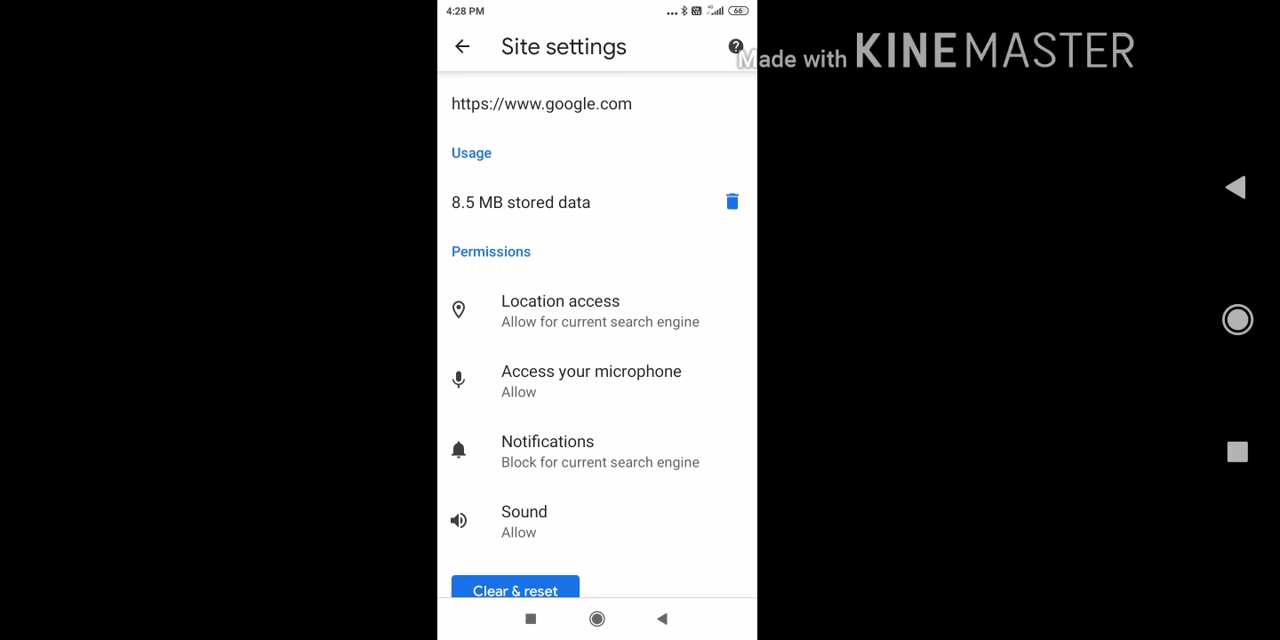 4:28 PM
66
Site settings
Made with KINEMASTER
https://www.google.com
Usage
8.5 MB stored data
Permissions
Location access
Allow for current search engine
Access your microphone
Allow
Notifications
Block for current search engine
Sound
Allow
Clear & reset